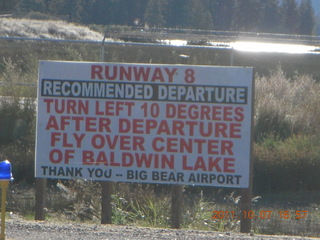 RUNWAY 8
RECOMMENDED DEPARTURE
TURN LEFT 10 DEGREES
AFTER DEPARTURE
FLY OVER CENTER
OF BALDWIN LAKE
THANK YOU -- BIG BEAR AIRPORT